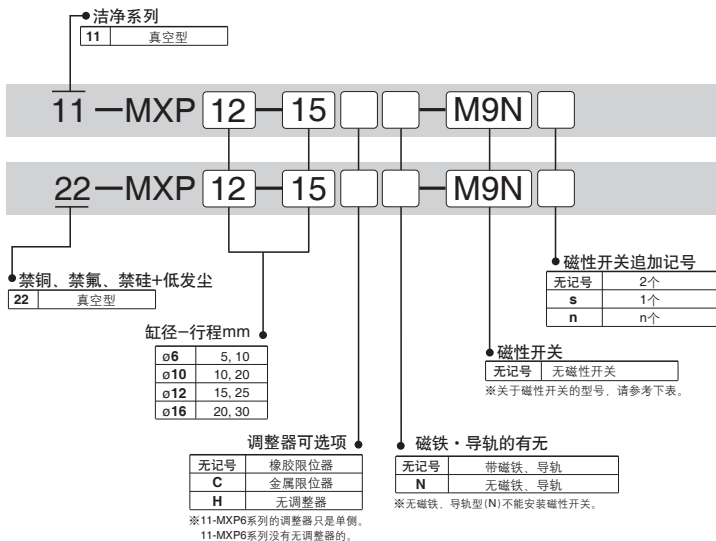 洁净系列
11 真空型
11－MXP 12－15 －M9N
22－MXP 12－15 －M9N
禁铜、禁氟、禁硅+低发尘
22 真空型
缸径−行程mm
ø6 5, 10
ø10 10, 20
ø12 15, 25
ø16 20, 30
磁性开关追加记号
无记号 2个
s 1个
n n个
磁性开关
无记号 无磁性开关
※关于磁性开关的型号，请参考下表。
调整器可选项
无记号 橡胶限位器
C 金属限位器
H 无调整器
※11-MXP6系列的调整器只是单侧。
11-MXP6系列没有无调整器的。
磁铁・导轨的有无
无记号 带磁铁、导轨
N 无磁铁、导轨
※无磁铁、导轨型(N)不能安装磁性开关。